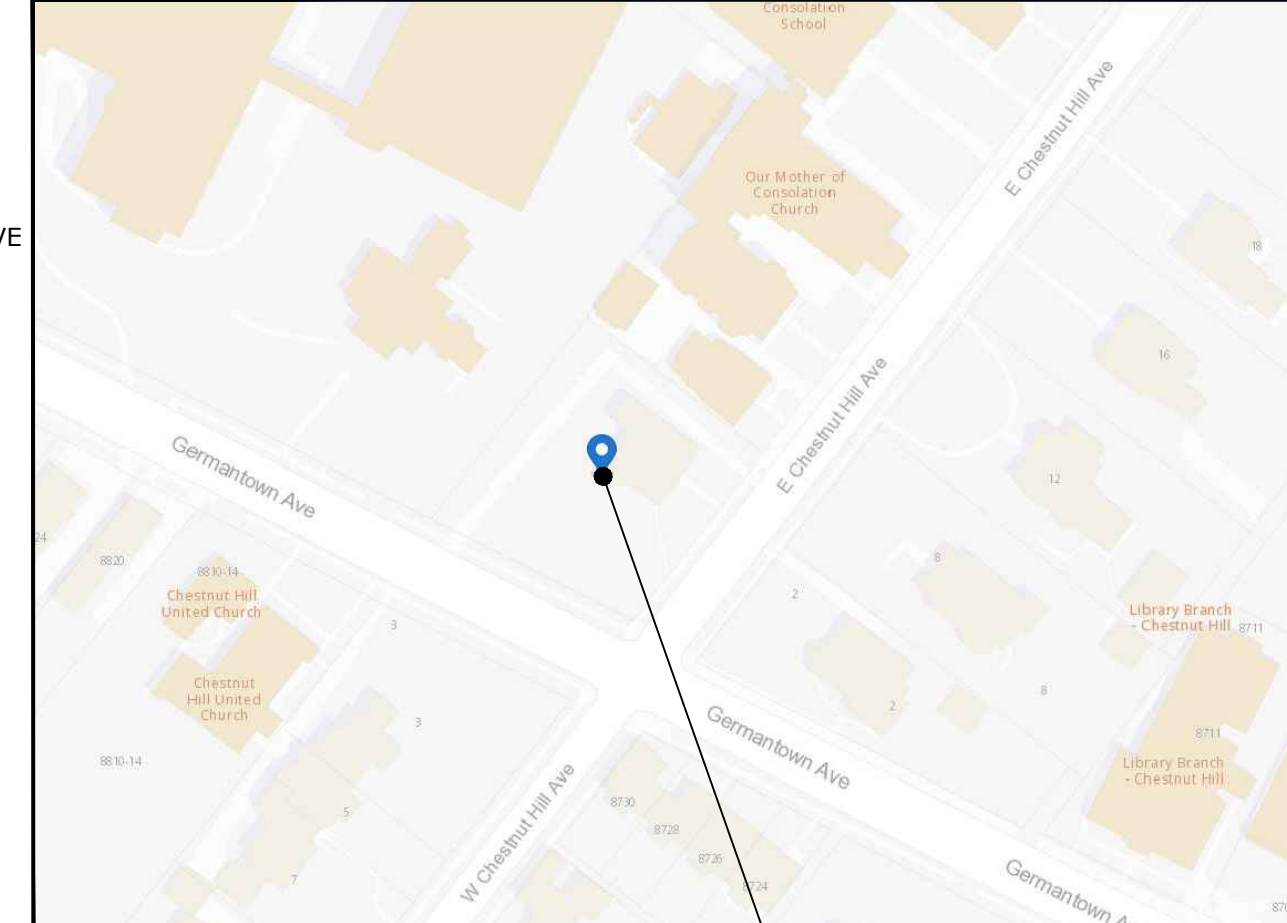 Consolation
School
E Chestnut Hill Ave
Our Mother of
Consolation
Church
VE
18
16
E Chestnut Hill Ave
Germantown Ave
12
24
8820
8810-14
8
Chestnut Hill
United Church
2
3
Library Branch
- Chestnut Hill
8711
Chestnut
Hill United
Church
8
3
2
Germantown Ave
8711
8810-14
Library Branch
- Chestnut Hill
W Chestnut Hill Ave
8730
5
8728
8726
7
8724
Germantown A
87